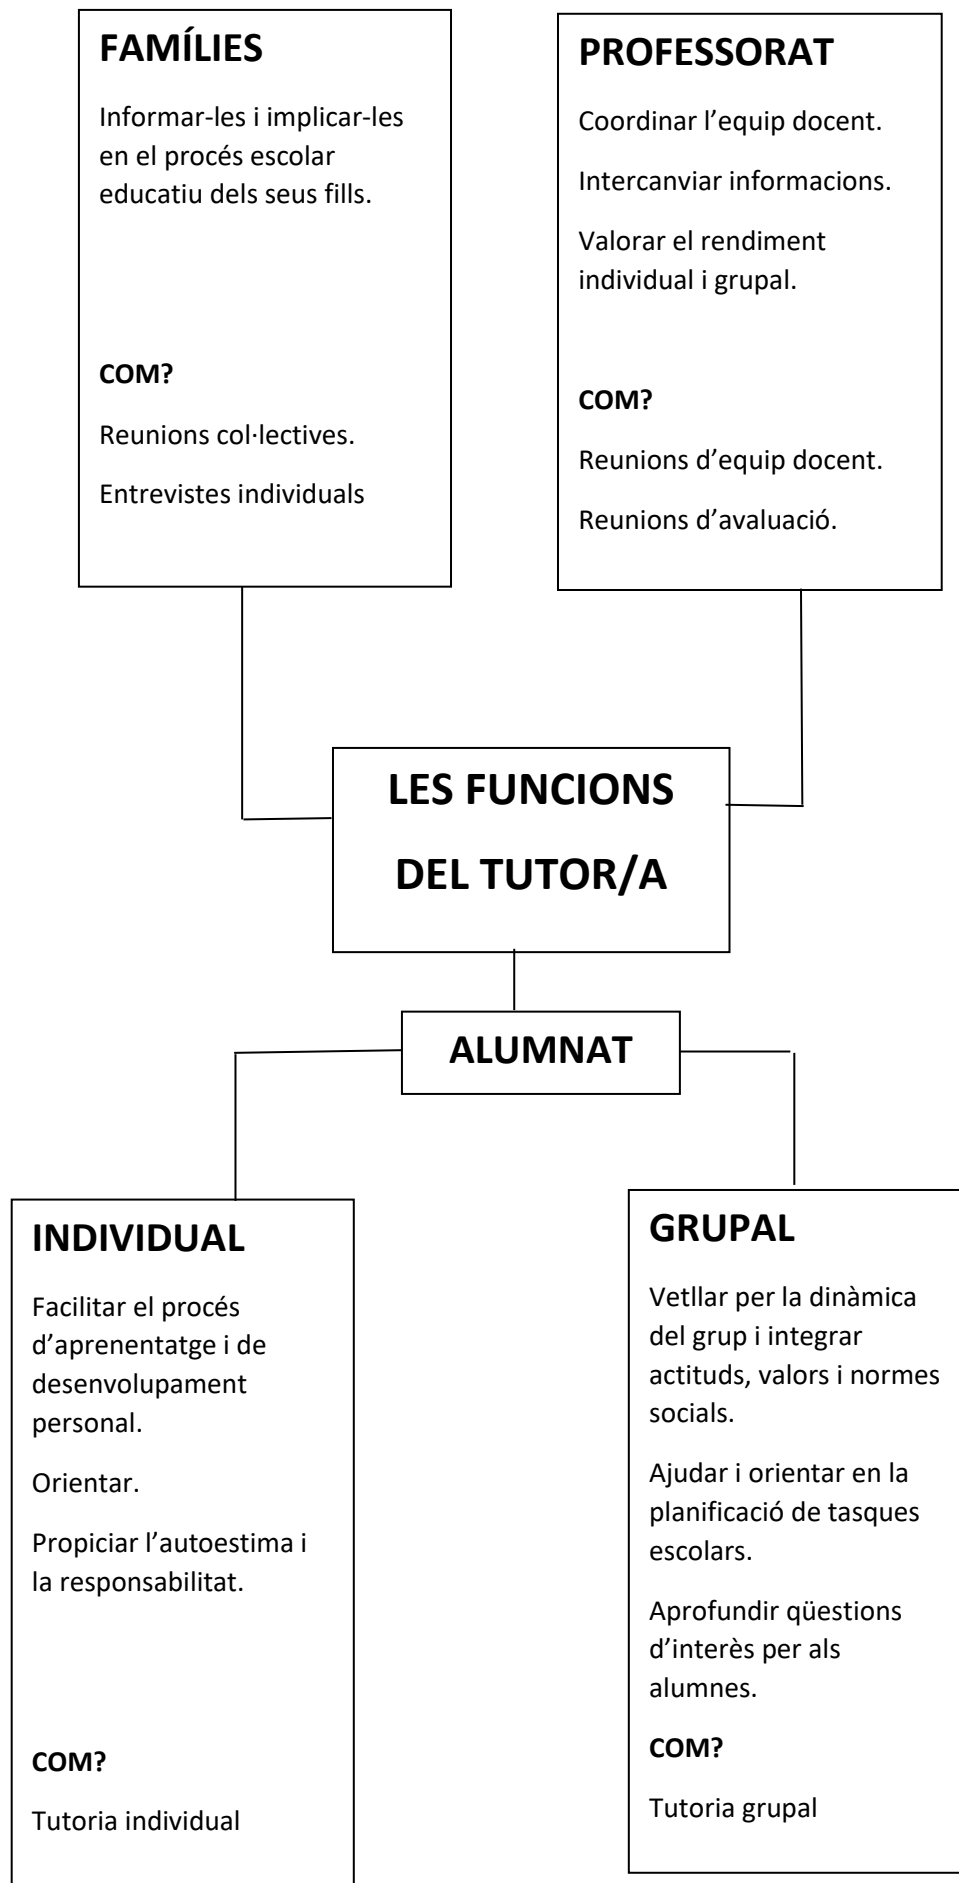 FAMÍLIES
Informar-les i implicar-les
en el procés escolar
educatiu dels seus fills.
COM?
Reunions col·lectives.
Entrevistes individuals
PROFESSORAT
Coordinar l’equip docent.
Intercanviar informacions.
Valorar el rendiment
individual i grupal.
COM?
Reunions d’equip docent.
Reunions d’avaluació.
LES FUNCIONS
DEL TUTOR/A
ALUMNAT
INDIVIDUAL
Facilitar el procés
d’aprenentatge i de
desenvolupament
personal.
Orientar.
Propiciar l’autoestima i
la responsabilitat.
COM?
Tutoria individual
GRUPAL
Vetllar per la dinàmica
del grup i integrar
actituds, valors i normes
socials.
Ajudar i orientar en la
planificació de tasques
escolars.
Aprofundir qüestions
d’interès per als
alumnes.
COM?
Tutoria grupal